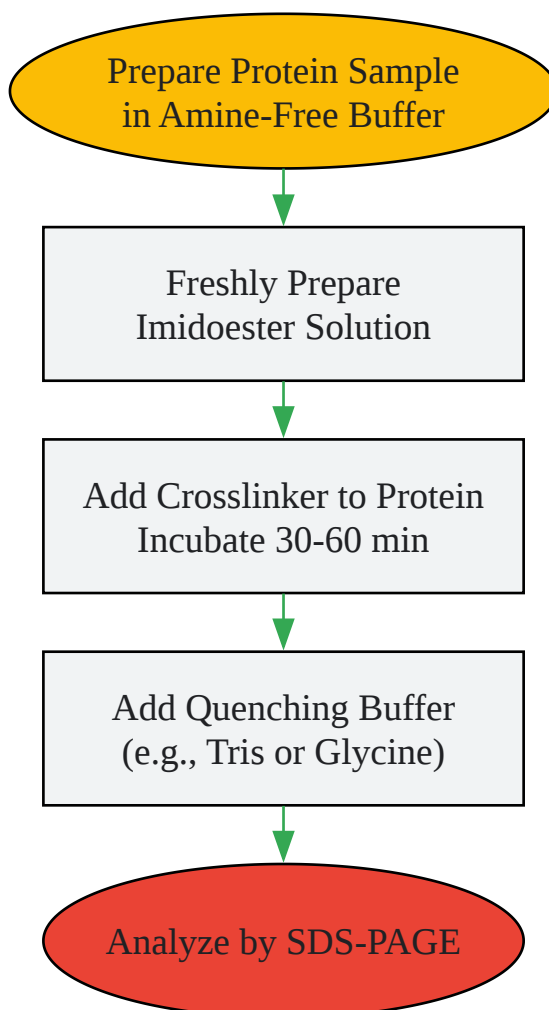 Prepare Protein Sample
in Amine-Free Buffer
Freshly Prepare
Imidoester Solution
Add Crosslinker to Protein
Incubate 30-60 min
Add Quenching Buffer
(e.g., Tris or Glycine)
Analyze by SDS-PAGE